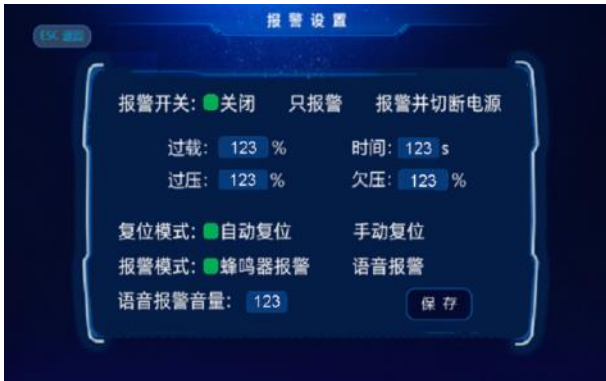 报警设置
ESC 返回
报警开关: 关闭 只报警 报警并切断电源
过载: 123 % 时间: 123 s
过压: 123 % 欠压: 123 %
复位模式: 自动复位 手动复位
报警模式: 蜂鸣器报警 语音报警
语音报警音量: 123 保存